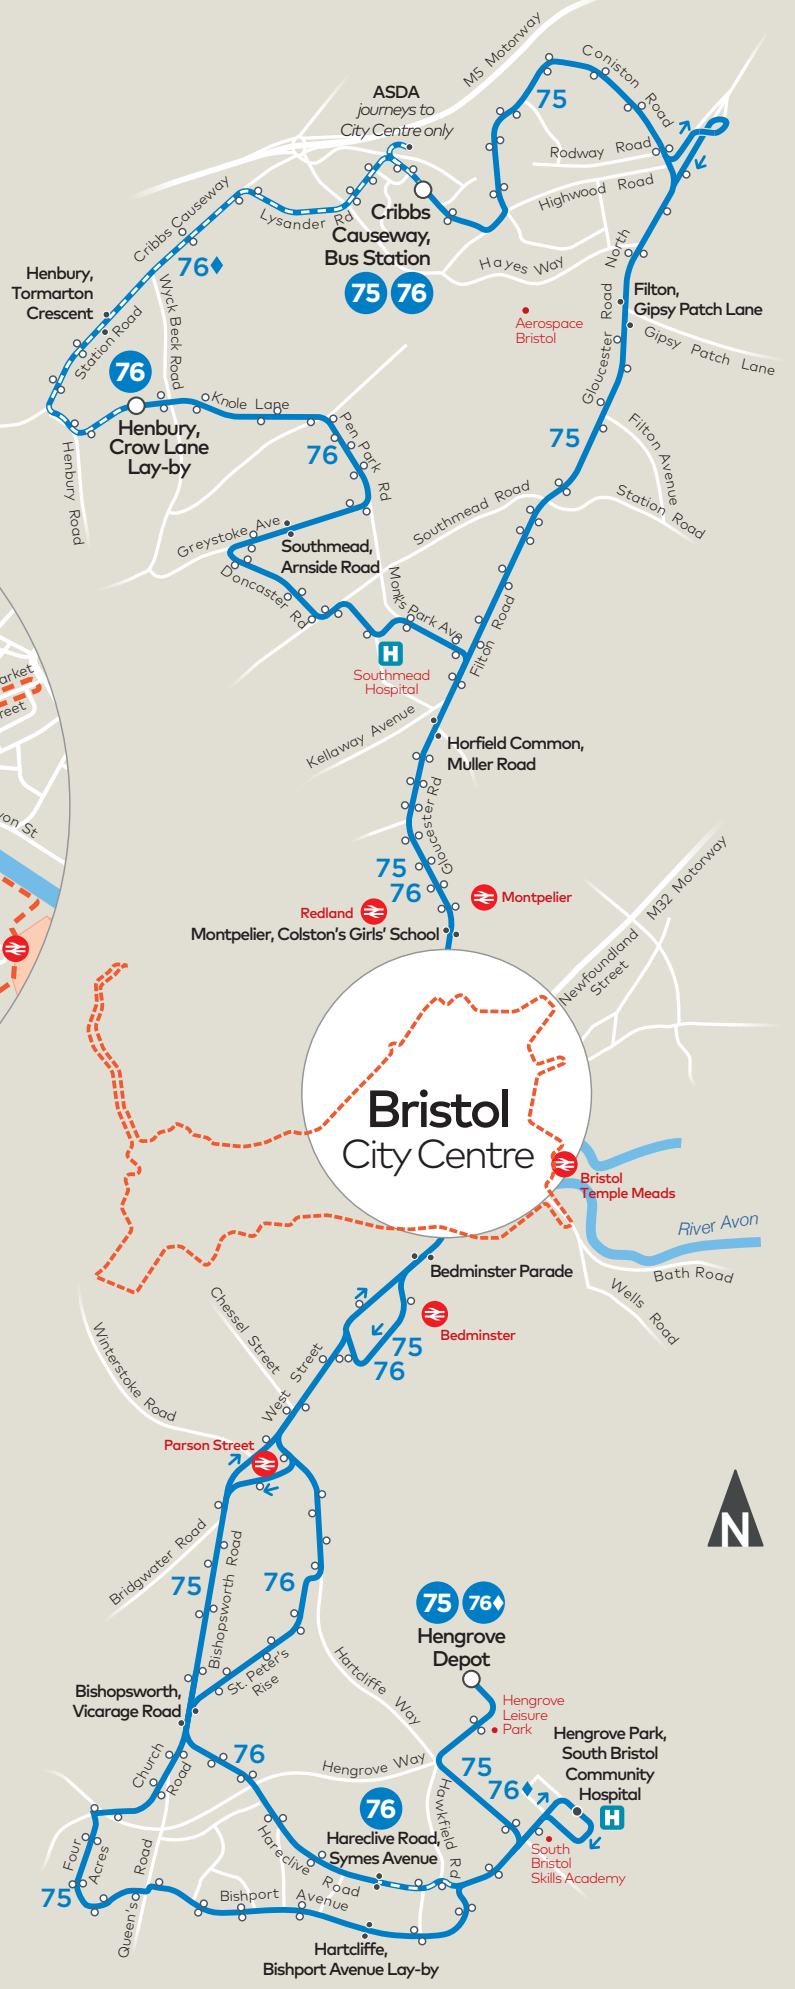 M5 Motorway
Coniston Road
75
ASDA
journeys to
City Centre only
Rodway Road
Highwood Road
Cribbs Causeway
Lysander Rd
Cribbs
Causeway,
Bus Station
75 76
North
Hayes Way
76
Henbury,
Tormarton
Crescent
Station Road
Wyck Beck Road
Filton,
Gipsy Patch Lane
Aerospace
Bristol
Gloucester Road
Gipsy Patch Lane
76
Henbury,
Crow Lane
Lay-by
Knole Lane
Pen Park Rd
76
75
Filton Avenue
Henbury Road
Southmead Road
Station Road
Greystoke Ave
Southmead,
Arnside Road
Doncaster Rd
Monks Park Ave
Filton Road
H
Southmead
Hospital
arket
reet
Kellaway Avenue
Horfield Common,
Muller Road
Gloucester Rd
von St
75
76
Redland
Montpelier
Montpelier, Colston's Girls' School
M32 Motorway
Newfoundland
Street
Bristol
City Centre
Bristol
Temple Meads
River Avon
Bath Road
Wells Road
Bedminster Parade
Bedminster
75
76
Chessel Street
Winterstoke Road
West Street
Parson Street
N
Bridgwater Road
75
Bishopsworth Road
76
St. Peter's
Rise
75 76
Hengrove
Depot
Hartcliffe Way
Bishopsworth,
Vicarage Road
Hengrove
Leisure
Park
Church
Road
76
Hengrove Way
75
76
Hengrove Park,
South Bristol
Community
Hospital
H
76
Hareclive Road,
Symes Avenue
Hawkfield Rd
South
Bristol
Skills Academy
Four
Acres
75
Queen's Road
Hareclive Road
Bishport Avenue
Hartcliffe,
Bishport Avenue Lay-by